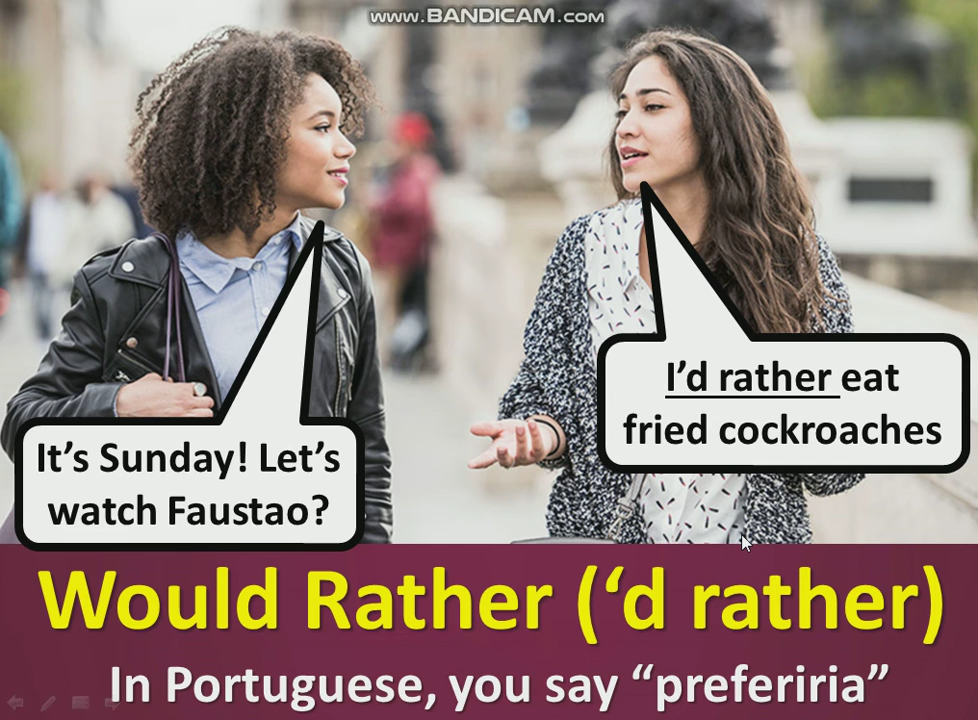 www.BANDICAM.com
It's Sunday! Let's
watch Faustao?
I'd rather eat
fried cockroaches
Would Rather (‘d rather)
In Portuguese, you say “preferiria”